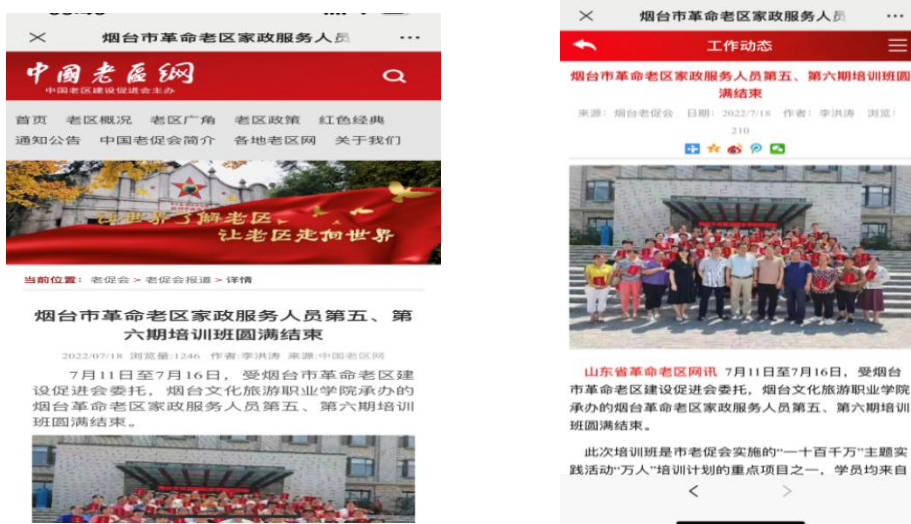 烟台市革命老区家政服务人员
中国老区网
中国老区建设促进会主办
首页 老区概况 老区广角 老区政策 红色经典
通知公告 中国老促会简介 各地老区网 关于我们
让世界了解老区
让老区走向世界
当前位置：老促会>老促会报道>详情
烟台市革命老区家政服务人员第五、第
六期培训班圆满结束
2022/07/18 浏览量:1246 作者:李洪涛 来源:中国老区网
7月11日至7月16日，受烟台市革命老区建
设促进会委托，烟台文化旅游职业学院承办的
烟台革命老区家政服务人员第五、第六期培训
班圆满结束。
烟台市革命老区家政服务人员
工作动态
烟台市革命老区家政服务人员第五、第六期培训班圆
满结束
来源：烟台老促会 日期：2022/7/18 作者：李洪涛 浏览：
210
山东省革命老区网讯 7月11日至7月16日，受烟台
市革命老区建设促进会委托，烟台文化旅游职业学院
承办的烟台革命老区家政服务人员第五、第六期培训
班圆满结束。
此次培训班是市老促会实施的“一十百千万”主题实
践活动“万人”培训计划的重点项目之一，学员均来自